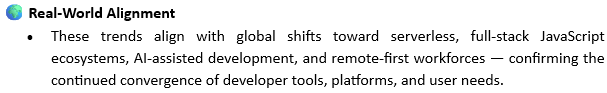 🌍 Real-World Alignment
• These trends align with global shifts toward serverless, full-stack JavaScript
ecosystems, AI-assisted development, and remote-first workforces — confirming the
continued convergence of developer tools, platforms, and user needs.